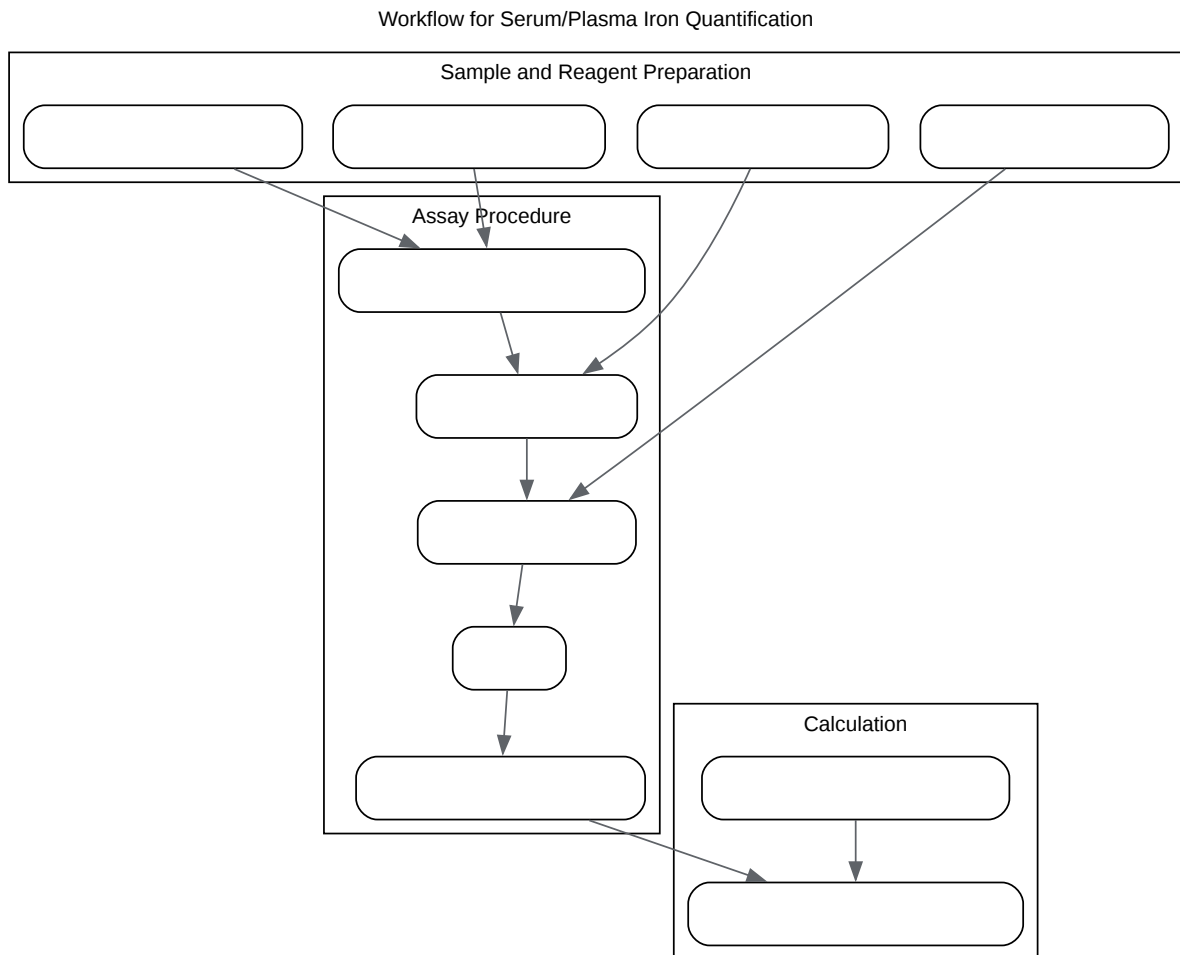 Workflow for Serum/Plasma Iron Quantification
Sample and Reagent Preparation
Assay Procedure
Calculation